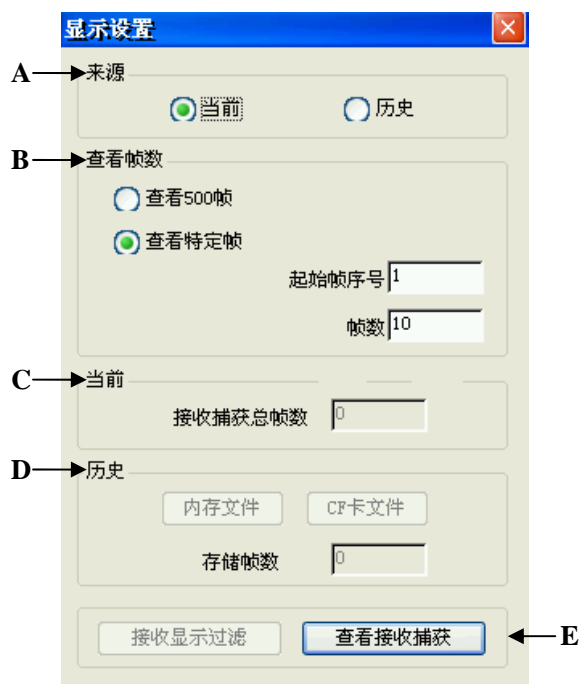 显示设置
A 来源
当前 历史
B 查看帧数
查看500帧
查看特定帧
起始帧序号 1
帧数 10
C 当前
接收捕获总帧数 0
D 历史
内存文件 CF卡文件
存储帧数 0
接收显示过滤 查看接收捕获 E